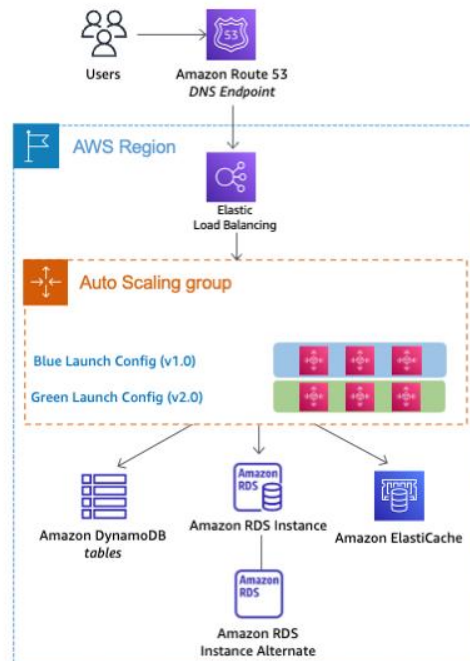 53
Users
Amazon Route 53
DNS Endpoint
AWS Region
Elastic
Load Balancing
Auto Scaling group
Blue Launch Config (v1.0)
Green Launch Config (v2.0)
Amazon
RDS
Amazon DynamoDB
tables
Amazon RDS Instance
Amazon ElastiCache
Amazon
RDS
Amazon RDS
Instance Alternate